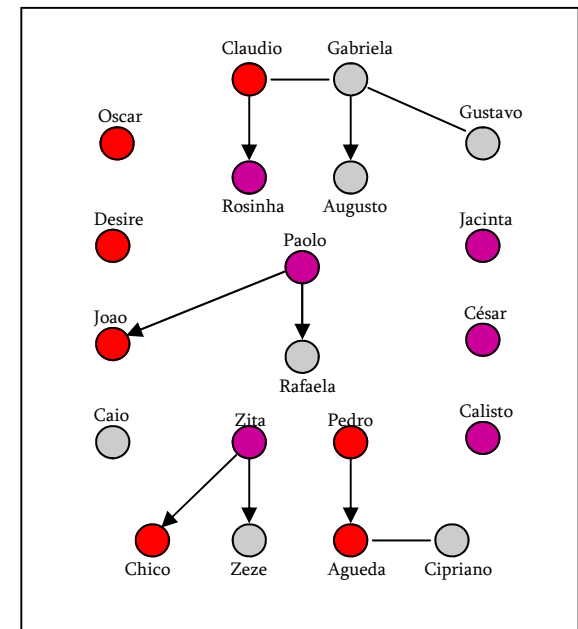 Claudio
Gabriela
Oscar
Gustavo
Rosinha
Augusto
Desire
Jacinta
Paolo
Joao
César
Rafaela
Caio
Zita
Pedro
Calisto
Chico
Zeze
Agueda
Cipriano